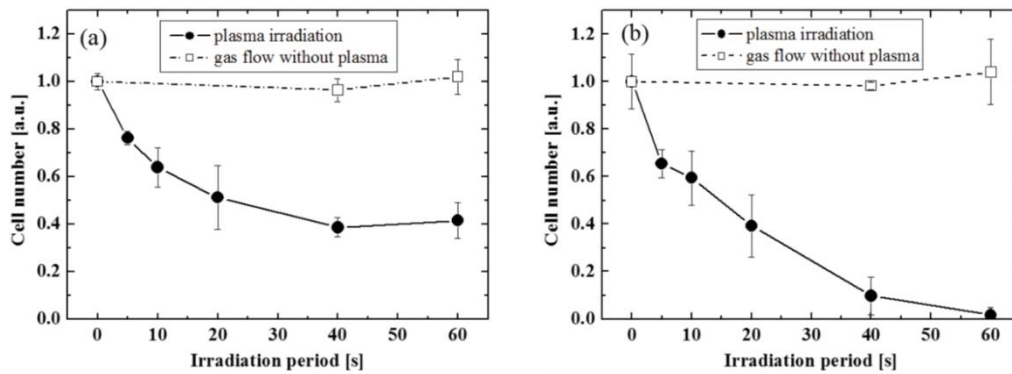 (a)
plasma irradiation
gas flow without plasma
1.2
1.0
0.8
0.6
0.4
0.2
0.0
Cell number [a.u.]
0 10 20 30 40 50 60
Irradiation period [s]
(b)
plasma irradiation
gas flow without plasma
1.2
1.0
0.8
0.6
0.4
0.2
0.0
Cell number [a.u.]
0 10 20 30 40 50 60
Irradiation period [s]